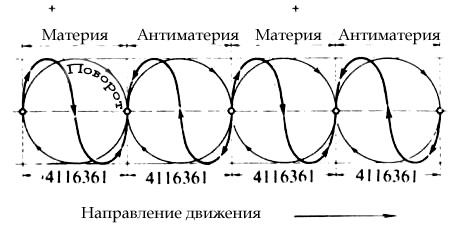 + +
Материя Антиматерия Материя Антиматерия
Поворот
4116361 4116361 4116361 4116361
Направление движения